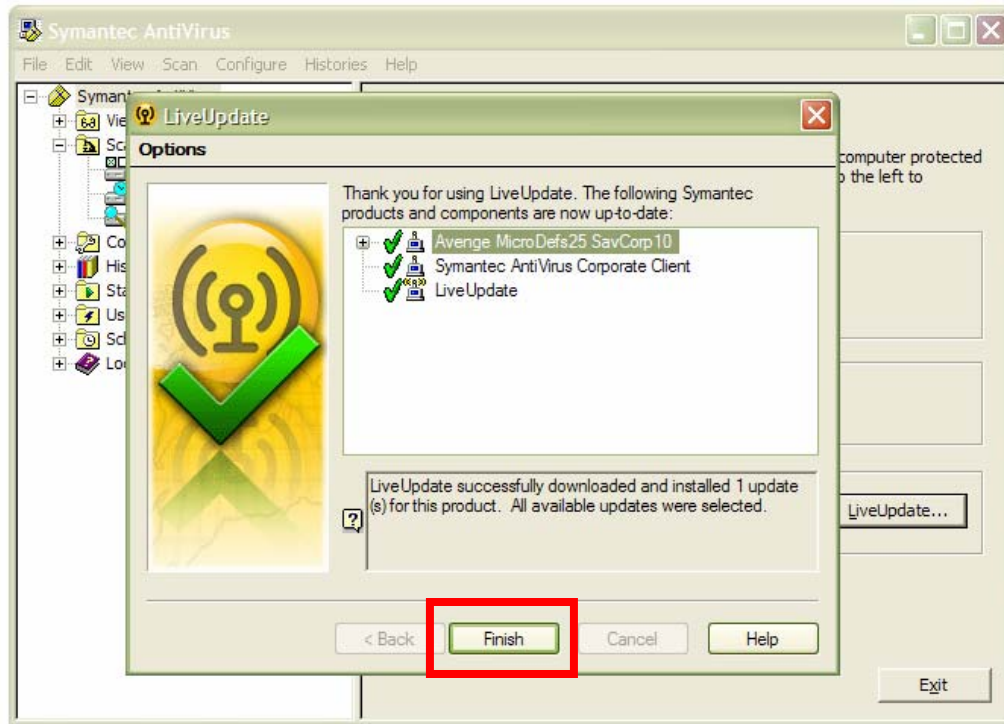 Symantec AntiVirus
File Edit View Scan Configure Histories Help
LiveUpdate
Options
computer protected
the left to
Thank you for using LiveUpdate. The following Symantec
products and components are now up-to-date:
Avenge MicroDefs25 SavCorp10
Symantec AntiVirus Corporate Client
LiveUpdate
LiveUpdate successfully downloaded and installed 1 update
(s) for this product. All available updates were selected.
LiveUpdate...
< Back Finish Cancel Help
Exit